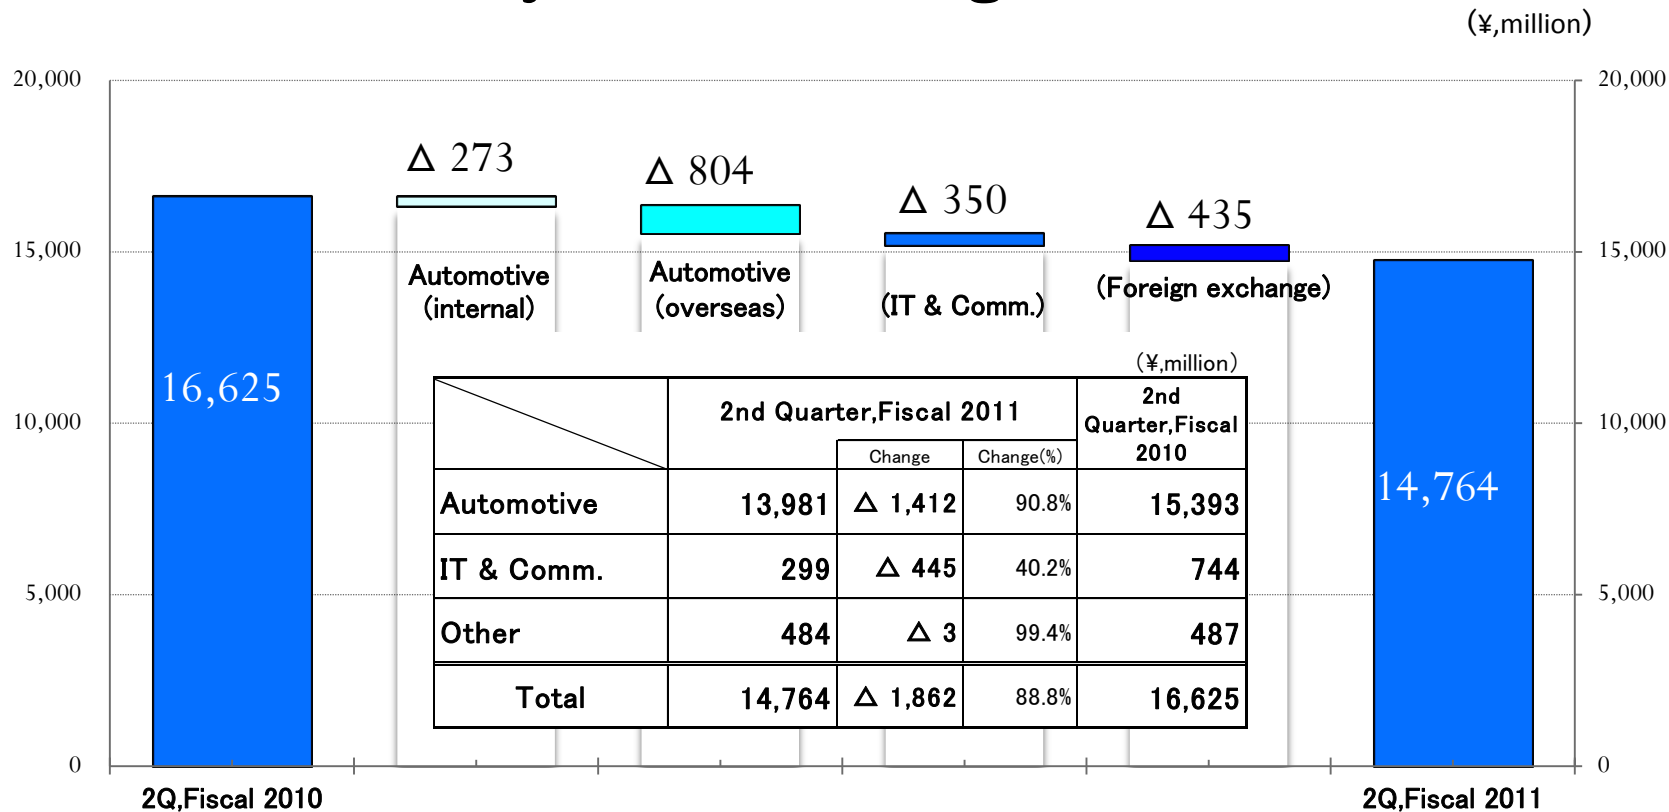 (¥,million)
20,000
20,000
△ 273
△ 804
△ 350
△ 435
15,000
15,000
Automotive
(internal)
Automotive
(overseas)
(IT & Comm.)
(Foreign exchange)
16,625
10,000
10,000
14,764
5,000
5,000
0
0
(¥,million)
2nd Quarter,Fiscal 2011
2nd
Quarter,Fiscal
2010
Change Change(%)
Automotive 13,981 △ 1,412 90.8% 15,393
IT & Comm. 299 △ 445 40.2% 744
Other 484 △ 3 99.4% 487
Total 14,764 △ 1,862 88.8% 16,625
2Q,Fiscal 2010
2Q,Fiscal 2011